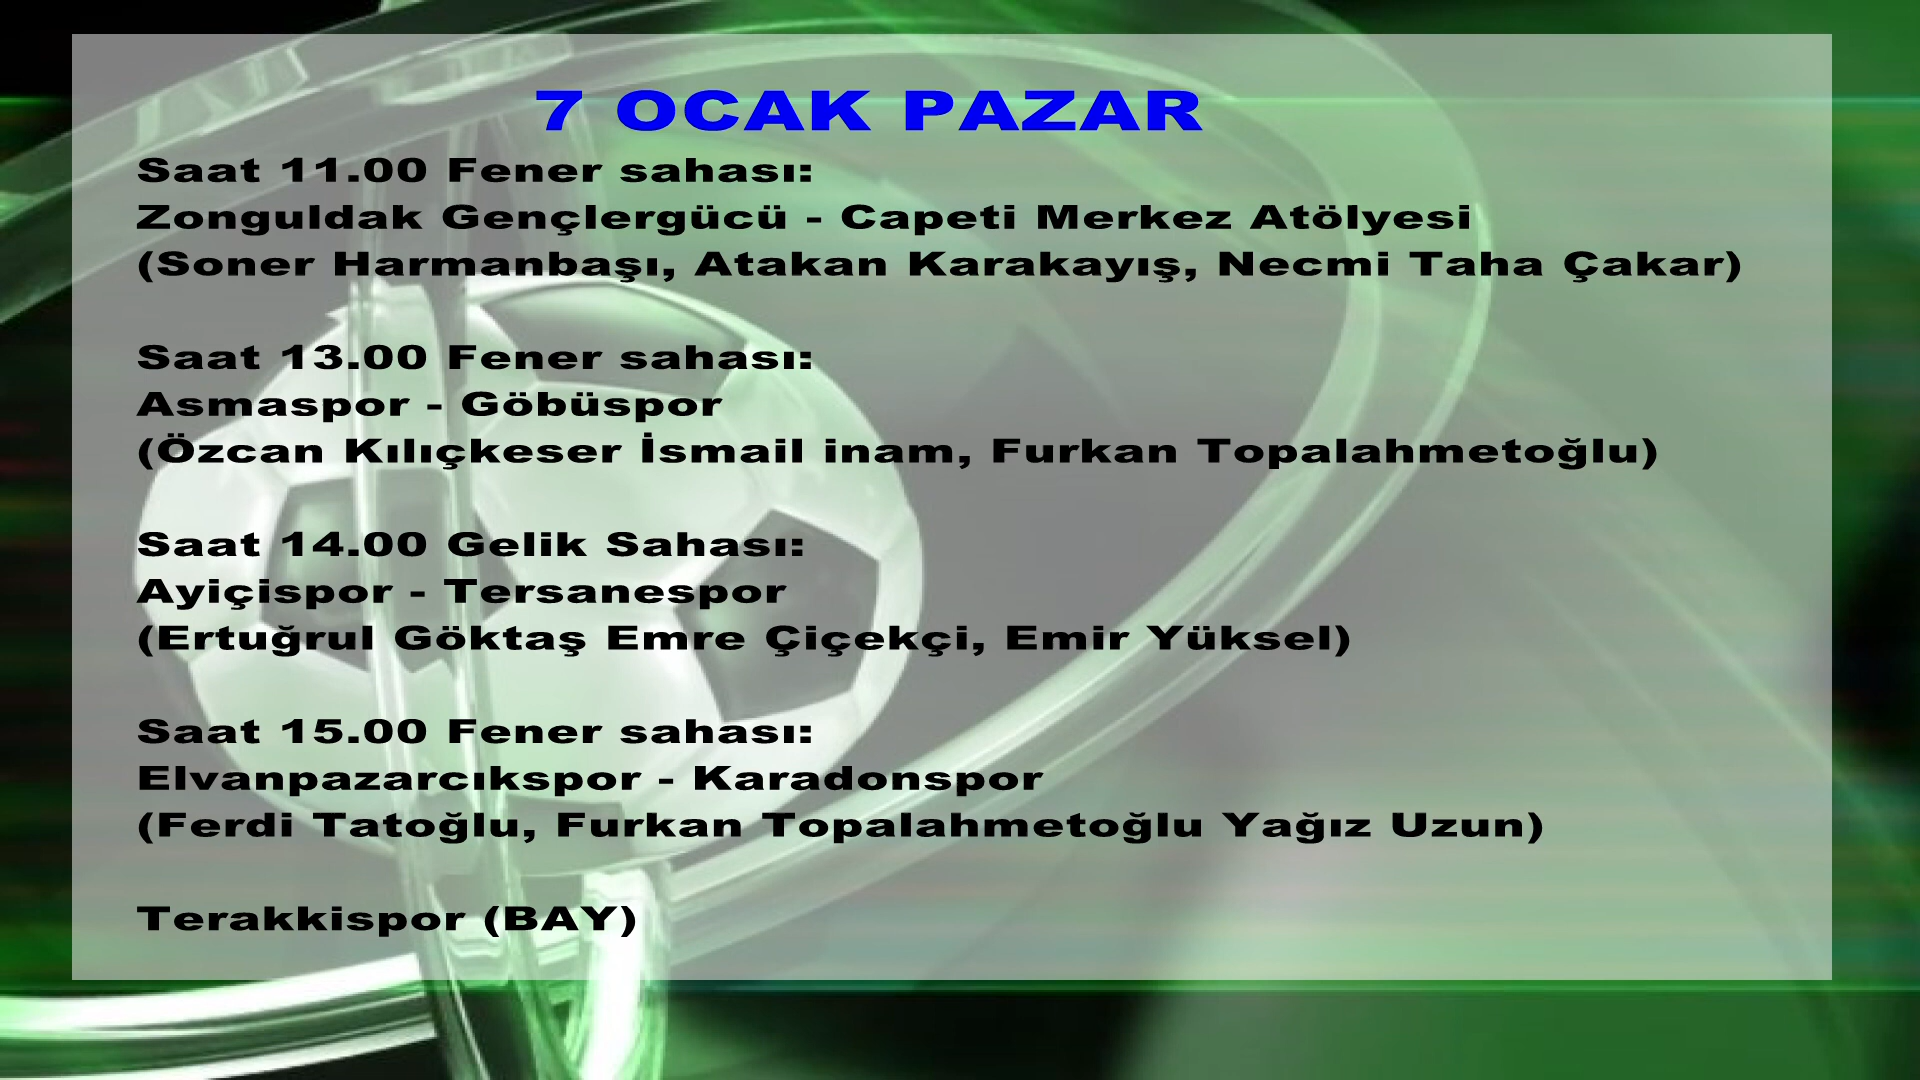 7 OCAK PAZAR
Saat 11.00 Fener sahası:
Zonguldak Gençlergücü - Capeti Merkez Atölyesi
(Soner Harmanbaşı, Atakan Karakayış, Necmi Taha Çakar)
Saat 13.00 Fener sahası:
Asmaspor - Göbüspor
(Özcan Kılıçkeser İsmail inam, Furkan Topalahmetoğlu)
Saat 14.00 Gelik Sahası:
Ayiçispor - Tersanespor
(Ertuğrul Göktaş Emre Çiçekçi, Emir Yüksel)
Saat 15.00 Fener sahası:
Elvanpazarcıkspor - Karadonspor
(Ferdi Tatoğlu, Furkan Topalahmetoğlu Yağız Uzun)
Terakkispor (BAY)